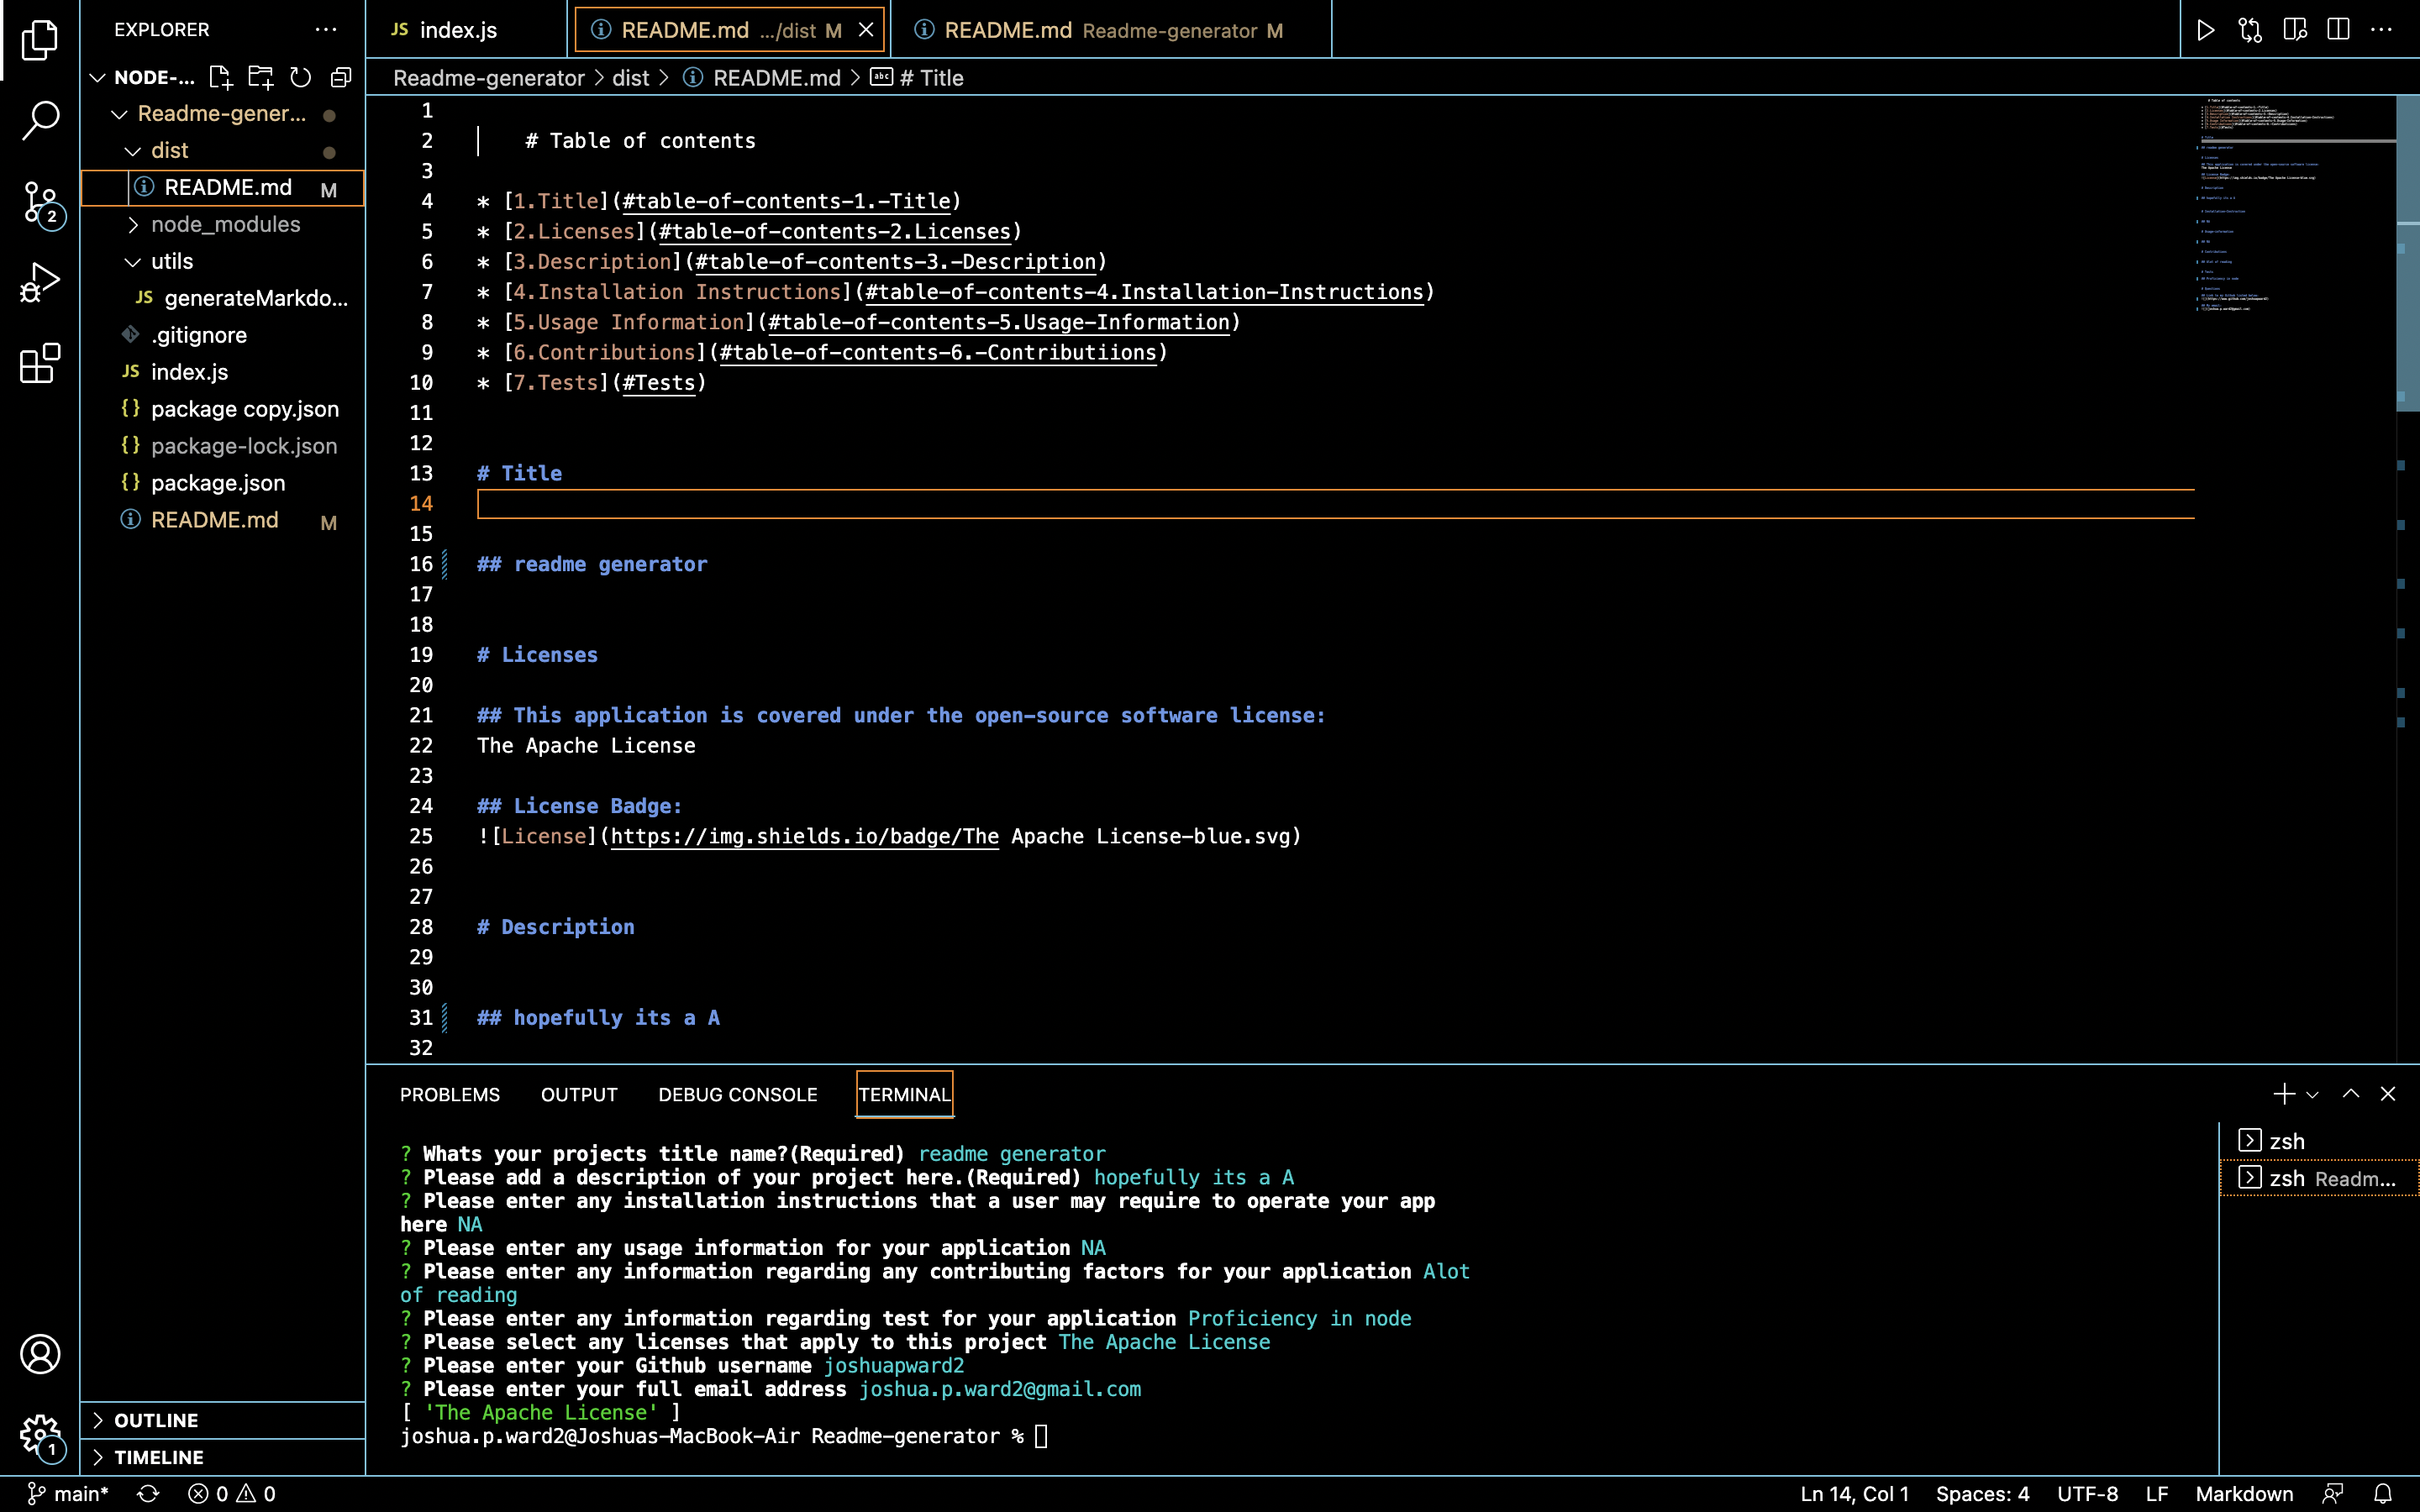 EXPLORER
NODE-...
Readme-gener...
dist
README.md M
node_modules
utils
JS generateMarkdo...
.gitignore
JS index.js
{} package copy.json
{} package-lock.json
{} package.json
README.md M
OUTLINE
TIMELINE
2
1
JS index.js
README.md .../dist M
README.md Readme-generator M
Readme-generator > dist > README.md > abc # Title
1
2 # Table of contents
3
4 * [1.Title](#table-of-contents-1.-Title)
5 * [2.Licenses](#table-of-contents-2.Licenses)
6 * [3.Description](#table-of-contents-3.-Description)
7 * [4.Installation Instructions](#table-of-contents-4.Installation-Instructions)
8 * [5.Usage Information](#table-of-contents-5.Usage-Information)
9 * [6.Contributions](#table-of-contents-6.-Contributiions)
10 * [7.Tests](#Tests)
11
12
13 # Title
14
15
16 ## readme generator
17
18
19 # Licenses
20
21 ## This application is covered under the open-source software license:
22 The Apache License
23
24 ## License Badge:
25 ![License](https://img.shields.io/badge/The Apache License-blue.svg)
26
27
28 # Description
29
30
31 ## hopefully its a A
32
PROBLEMS OUTPUT DEBUG CONSOLE TERMINAL
? Whats your projects title name?(Required) readme generator
? Please add a description of your project here.(Required) hopefully its a A
? Please enter any installation instructions that a user may require to operate your app
here NA
? Please enter any usage information for your application NA
? Please enter any information regarding any contributing factors for your application Alot
of reading
? Please enter any information regarding test for your application Proficiency in node
? Please select any licenses that apply to this project The Apache License
? Please enter your Github username joshuapward2
? Please enter your full email address joshua.p.ward2@gmail.com
[ 'The Apache License' ]
joshua.p.ward2@Joshuas-MacBook-Air Readme-generator %
zsh
zsh Readm...
main* 0 0
Ln 14, Col 1 Spaces: 4 UTF-8 LF Markdown